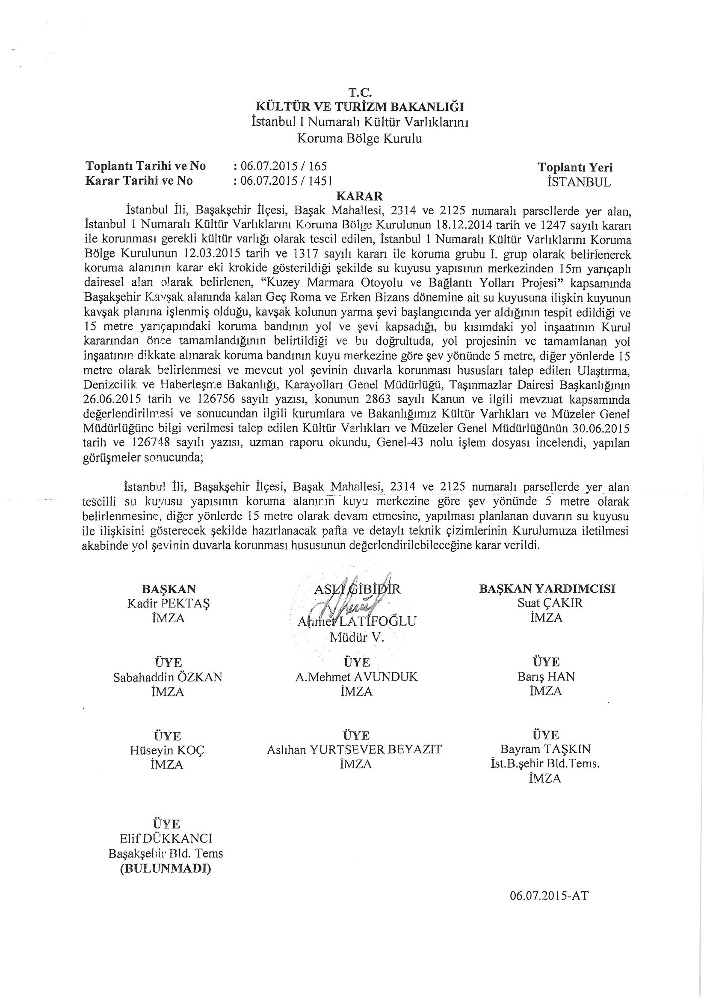 T.C.
KÜLTÜR VE TURİZM BAKANLIĞI
İstanbul I Numaralı Kültür Varlıklarını
Koruma Bölge Kurulu
Toplantı Tarihi ve No : 06.07.2015 / 165 Toplantı Yeri
Karar Tarihi ve No : 06.07.2015 / 1451 İSTANBUL
KARAR
İstanbul İli, Başakşehir İlçesi, Başak Mahallesi, 2314 ve 2125 numaralı parsellerde yer alan,
İstanbul 1 Numaralı Kültür Varlıklarını Koruma Bölge Kurulunun 18.12.2014 tarih ve 1247 sayılı kararı
ile korunması gerekli kültür varlığı olarak tescil edilen, İstanbul 1 Numaralı Kültür Varlıklarını Koruma
Bölge Kurulunun 12.03.2015 tarih ve 1317 sayılı kararı ile koruma grubu I. grup olarak belirlenerek
koruma alanının karar eki krokide gösterildiği şekilde su kuyusu yapısının merkezinden 15m yarıçaplı
dairesel alan olarak belirlenen, “Kuzey Marmara Otoyolu ve Bağlantı Yolları Projesi” kapsamında
Başakşehir Kavşak alanında kalan Geç Roma ve Erken Bizans dönemine ait su kuyusuna ilişkin kuyunun
kavşak planına işlenmiş olduğu, kavşak kolunun yarma şevi başlangıcında yer aldığının tespit edildiği ve
15 metre yarıçapındaki koruma bandının yol ve şevi kapsadığı, bu kısımdaki yol inşaatının Kurul
kararından önce tamamlandığının belirtildiği ve bu doğrultuda, yol projesinin ve tamamlanan yol
inşaatının dikkate alınarak koruma bandının kuyu merkezine göre şev yönünde 5 metre, diğer yönlerde 15
metre olarak belirlenmesi ve mevcut yol şevinin duvarla korunması hususları talep edilen Ulaştırma,
Denizcilik ve Haberleşme Bakanlığı, Karayolları Genel Müdürlüğü, Taşınmazlar Dairesi Başkanlığının
26.06.2015 tarih ve 126756 sayılı yazısı, konunun 2863 sayılı Kanun ve ilgili mevzuat kapsamında
değerlendirilmesi ve sonucundan ilgili kurumlara ve Bakanlığımız Kültür Varlıkları ve Müzeler Genel
Müdürlüğüne bilgi verilmesi talep edilen Kültür Varlıkları ve Müzeler Genel Müdürlüğünün 30.06.2015
tarih ve 126748 sayılı yazısı, uzman raporu okundu, Genel-43 nolu işlem dosyası incelendi, yapılan
görüşmeler sonucunda;
İstanbul İli, Başakşehir İlçesi, Başak Mahallesi, 2314 ve 2125 numaralı parsellerde yer alan
tescilli su kuyusu yapısının koruma alanının kuyu merkezine göre şev yönünde 5 metre olarak
belirlenmesine, diğer yönlerde 15 metre olarak devam etmesine, yapılması planlanan duvarın su kuyusu
ile ilişkisini gösterecek şekilde hazırlanacak pafta ve detaylı teknik çizimlerinin Kurulumuza iletilmesi
akabinde yol şevinin duvarla korunması hususunun değerlendirilebileceğine karar verildi.
BAŞKAN ASLI GİBİDİR BAŞKAN YARDIMCISI
Kadir PEKTAŞ Suat ÇAKIR
İMZA Ahmet LATİFOĞLU İMZA
Müdür V.
ÜYE ÜYE ÜYE
Sabahaddin ÖZKAN A.Mehmet AVUNDUK Barış HAN
İMZA İMZA İMZA
ÜYE ÜYE ÜYE
Hüseyin KOÇ Aslıhan YURTSEVER BEYAZIT Bayram TAŞKIN
İMZA İMZA İst.B.şehir Bld.Tems.
İMZA
ÜYE
Elif DÜKKANCI
Başakşehir Bld. Tems
(BULUNMADI)
06.07.2015-AT